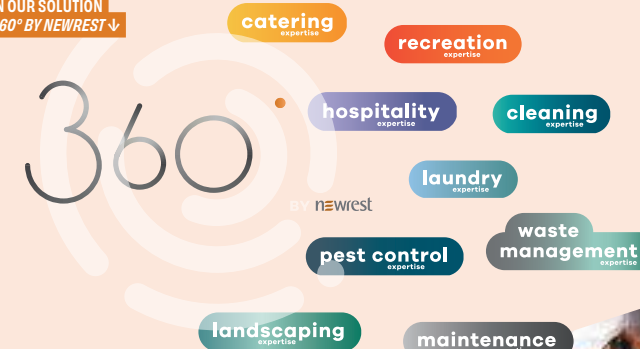 N OUR SOLUTION
60° BY NEWREST
catering
expertise
recreation
expertise
360°
hospitality
expertise
cleaning
expertise
laundry
expertise
BY newrest
waste
management
expertise
pest control
expertise
landscaping
expertise
maintenance